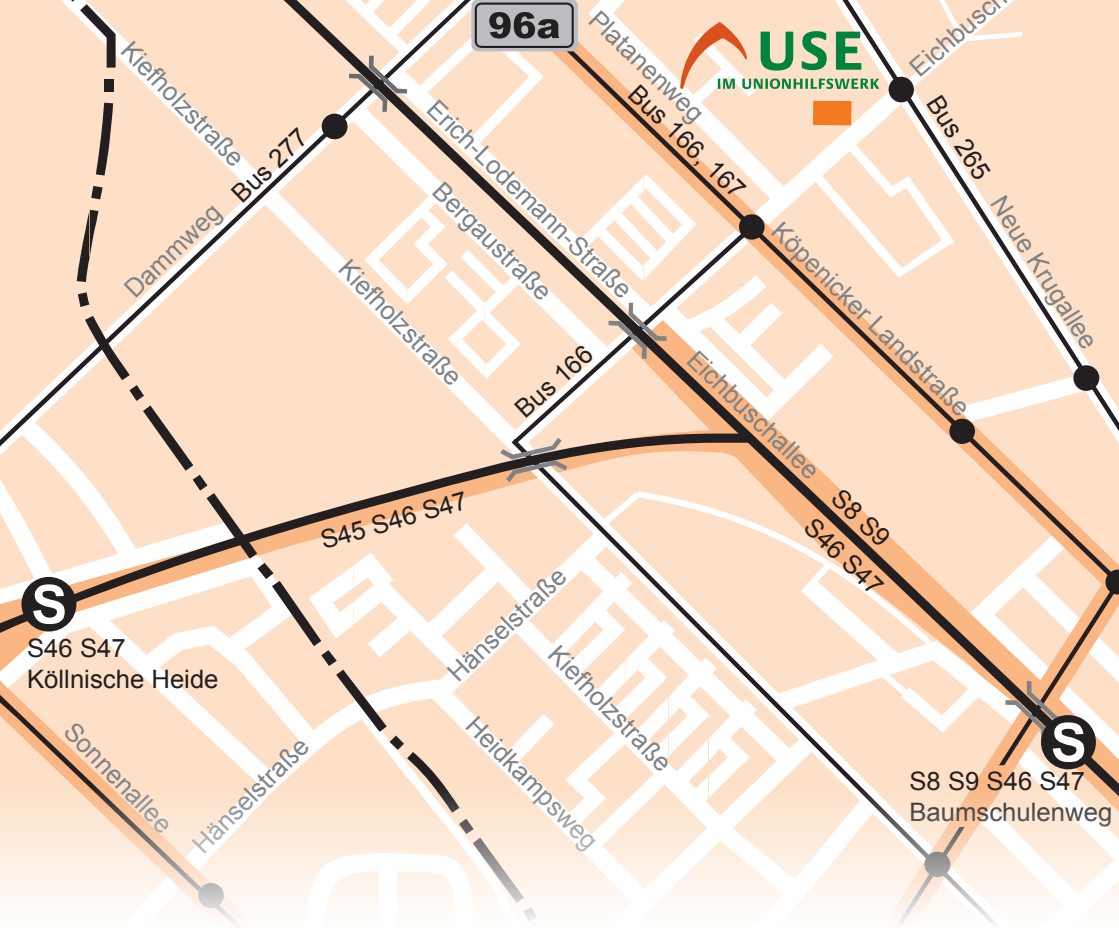 96a
Platanenweg
USE
IM UNIONHILFSWERK
Eichbusch
Kiefholzstraße
Bus 277
Erich-Lodemann-Straße
Bus 166, 167
Bus 265
Dammweg
Bergaustraße
Neue Krugallee
Kiefholzstraße
Köpenicker Landstraße
Bus 166
Eichbuschallee
S45 S46 S47
S8 S9
S46 S47
S
S46 S47
Köllnische Heide
Hänselstraße
Kiefholzstraße
Sonnenallee
Hänselstraße
Heidkampsweg
S
S8 S9 S46 S47
Baumschulenweg